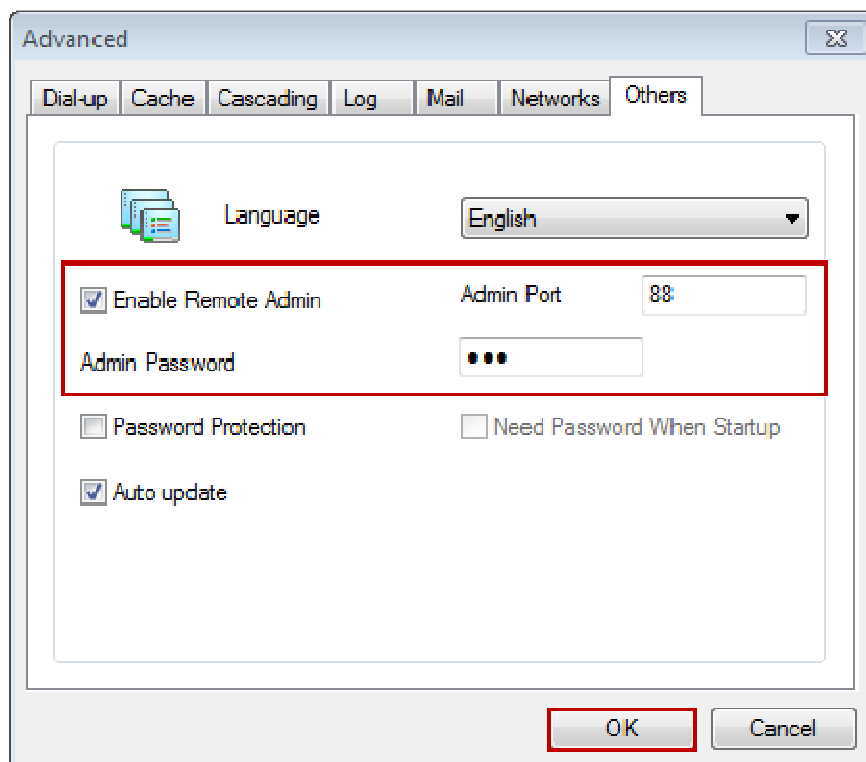 Advanced
Dial-up Cache Cascading Log Mail Networks Others
Language English
Enable Remote Admin Admin Port 88
Admin Password ●●●
Password Protection Need Password When Startup
Auto update
OK Cancel